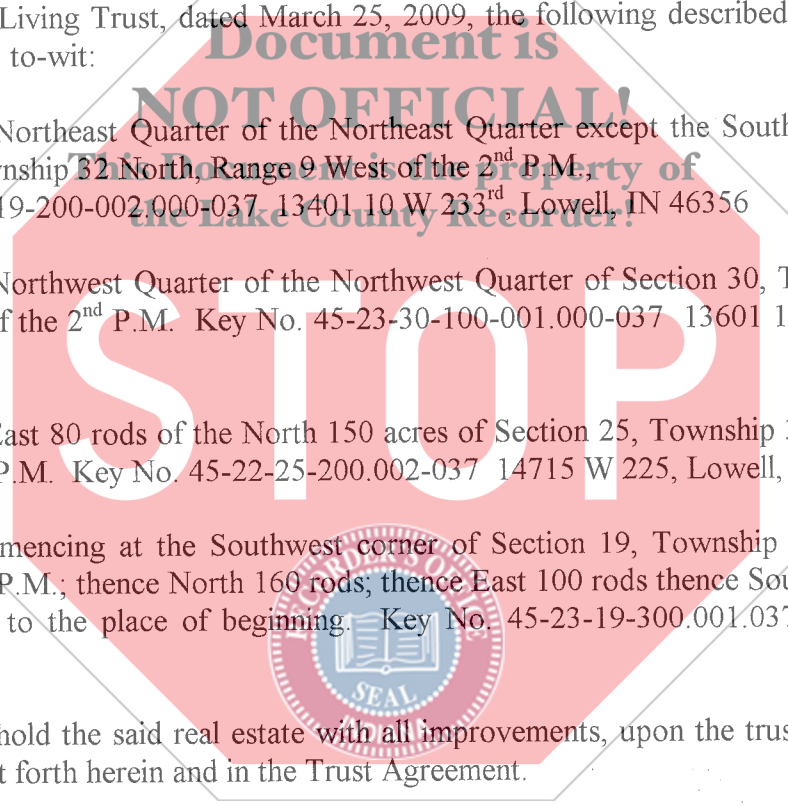 Living Trust, dated March 25, 2009, the following described
to-wit:
Document is
NOT OFFICIAL!
This Document is the property of
the Lake County Recorder!
Northeast Quarter of the Northeast Quarter except the South
nship 32 North, Range 9 West of the 2nd P.M.,
19-200-002.000-037 13401 10 W 233rd, Lowell, IN 46356
Northwest Quarter of the Northwest Quarter of Section 30, T
f the 2nd P.M. Key No. 45-23-30-100-001.000-037 13601 1
STOP
East 80 rods of the North 150 acres of Section 25, Township 3
P.M. Key No. 45-22-25-200.002-037 14715 W 225, Lowell,
mencing at the Southwest corner of Section 19, Township
P.M.; thence North 160 rods; thence East 100 rods thence Sou
to the place of beginning. Key No. 45-23-19-300.001.037
RECORDER'S OFFICE
SEAL
hold the said real estate with all improvements, upon the trus
t forth herein and in the Trust Agreement.